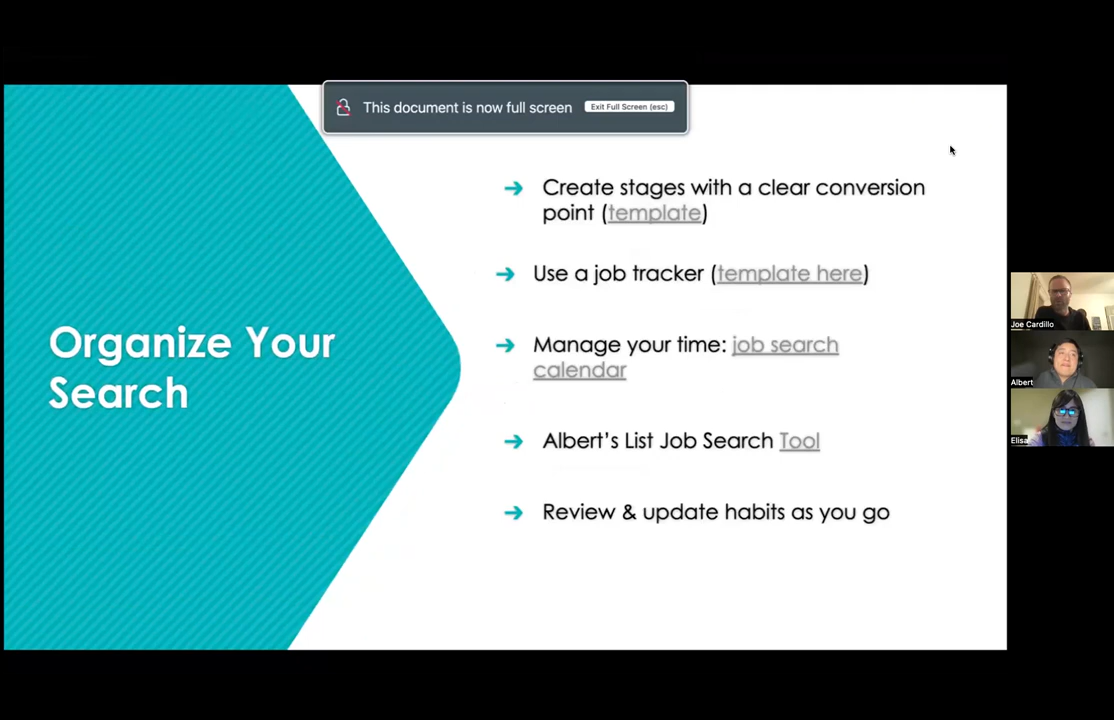 This document is now full screen
Exit Full Screen (esc)
Organize Your
Search
➔ Create stages with a clear conversion
point (template)
➔ Use a job tracker (template here)
➔ Manage your time: job search
calendar
➔ Albert’s List Job Search Tool
➔ Review & update habits as you go
Joe Cardillo
Albert
Elisa